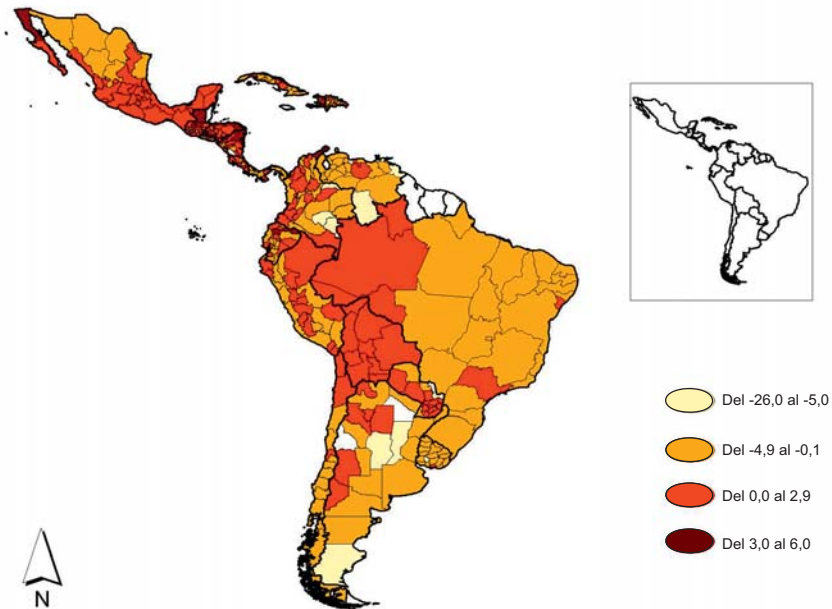 Del -26,0 al -5,0
Del -4,9 al -0,1
Del 0,0 al 2,9
Del 3,0 al 6,0
N